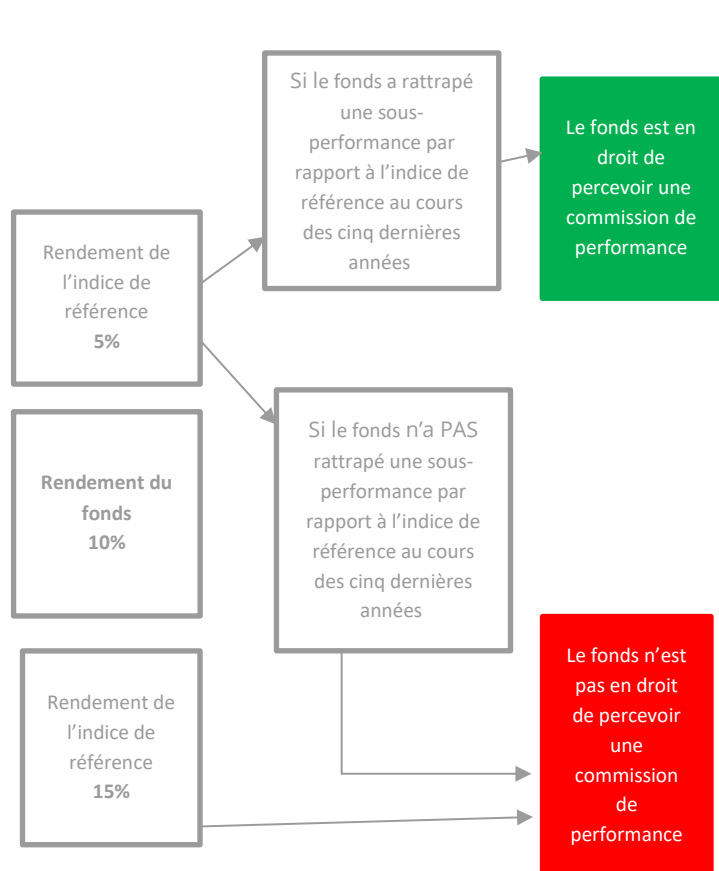 Si le fonds a rattrapé
une sous-
performance par
rapport à l'indice de
référence au cours
des cinq dernières
années
Le fonds est en
droit de
percevoir une
commission de
performance
Rendement de
l'indice de
référence
5%
Si le fonds n'a PAS
rattrapé une sous-
performance par
rapport à l'indice de
référence au cours
des cinq dernières
années
Rendement du
fonds
10%
Le fonds n'est
pas en droit
de percevoir
une
commission
de
performance
Rendement de
l'indice de
référence
15%